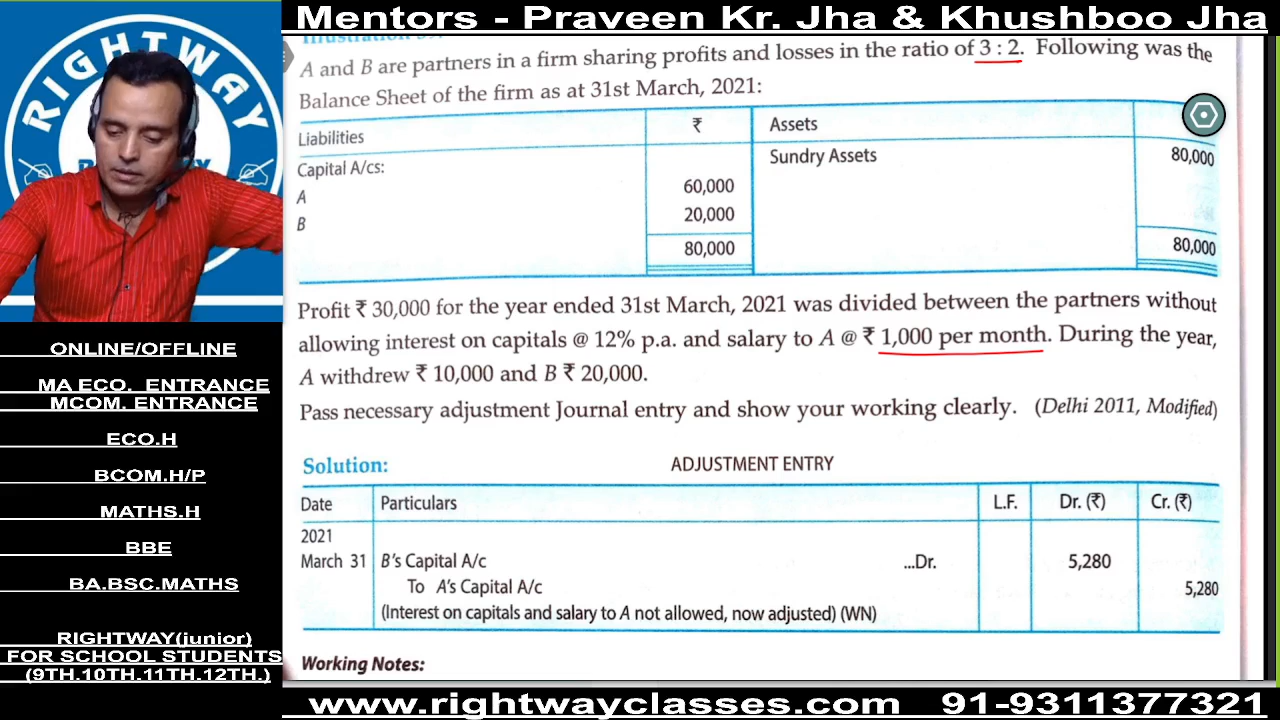 Mentors - Praveen Kr. Jha & Khushboo Jha
RIGHTWAY
A and B are partners in a firm sharing profits and losses in the ratio of 3 : 2. Following was the
Balance Sheet of the firm as at 31st March, 2021:
Liabilities ₹ Assets
Capital A/cs: Sundry Assets 80,000
A 60,000
B 20,000
80,000 80,000
Profit ₹ 30,000 for the year ended 31st March, 2021 was divided between the partners without
allowing interest on capitals @ 12% p.a. and salary to A @ ₹ 1,000 per month. During the year,
A withdrew ₹ 10,000 and B ₹ 20,000.
Pass necessary adjustment Journal entry and show your working clearly. (Delhi 2011, Modified)
Solution: ADJUSTMENT ENTRY
Date Particulars L.F. Dr. (₹) Cr. (₹)
2021
March 31 B's Capital A/c ...Dr. 5,280
To A's Capital A/c 5,280
(Interest on capitals and salary to A not allowed, now adjusted) (WN)
Working Notes:
ONLINE/OFFLINE
MA ECO. ENTRANCE
MCOM. ENTRANCE
ECO.H
BCOM.H/P
MATHS.H
BBE
BA.BSC.MATHS
RIGHTWAY(junior)
FOR SCHOOL STUDENTS
(9TH.10TH.11TH.12TH.)
www.rightwayclasses.com 91-9311377321